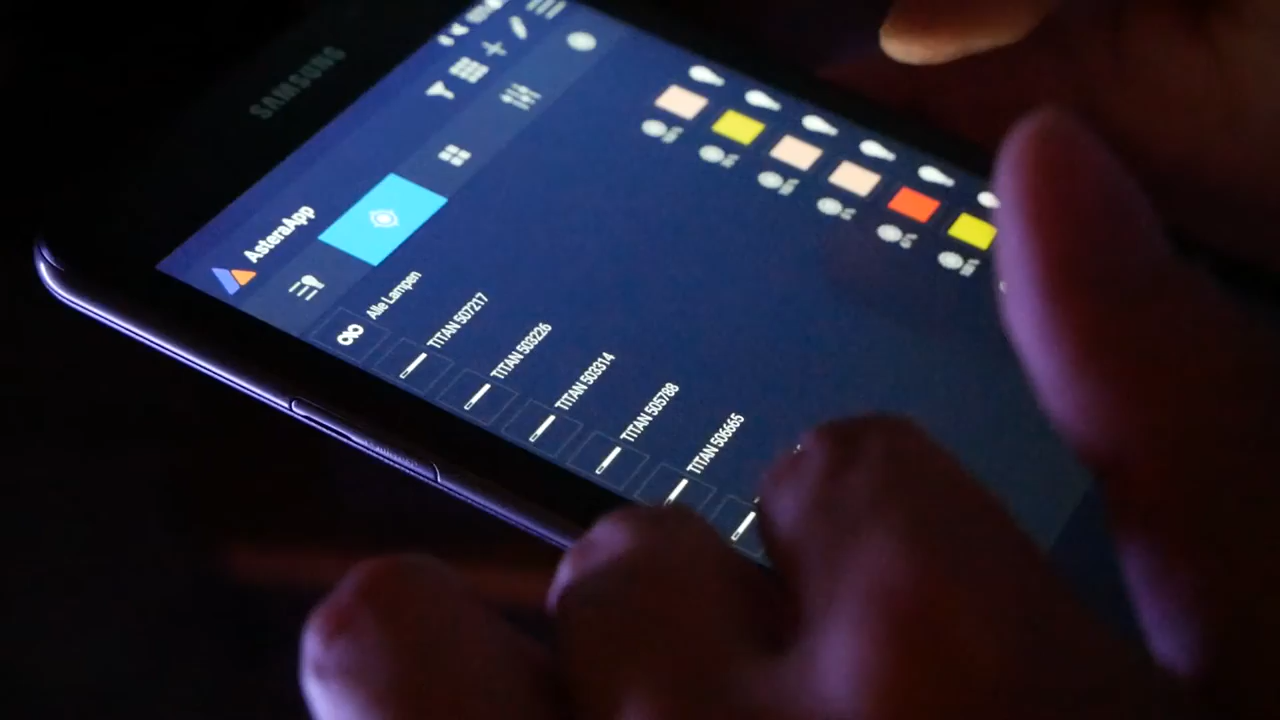 SAMSUNG
AsteraApp
Alle Lampen
TITAN 507217
TITAN 503226
TITAN 503314
TITAN 505788
TITAN 506665